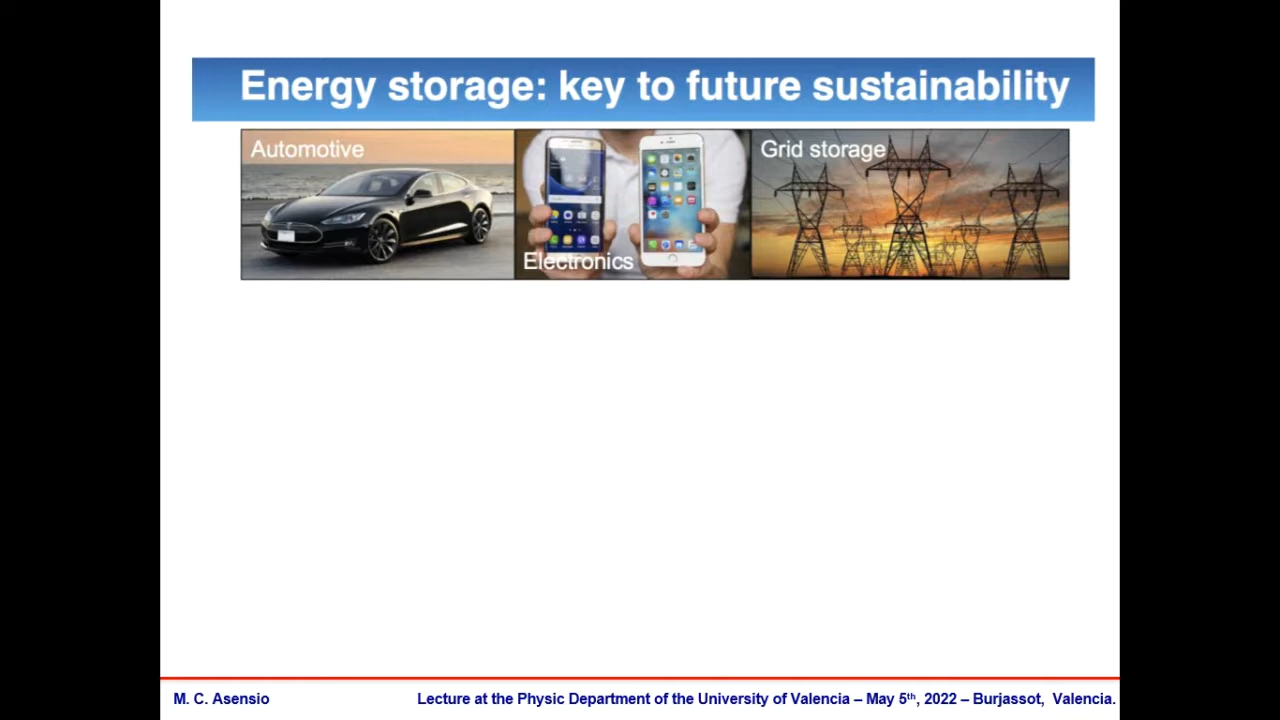 Energy storage: key to future sustainability
Automotive
Electronics
Grid storage
M. C. Asensio
Lecture at the Physic Department of the University of Valencia – May 5th, 2022 – Burjassot, Valencia.